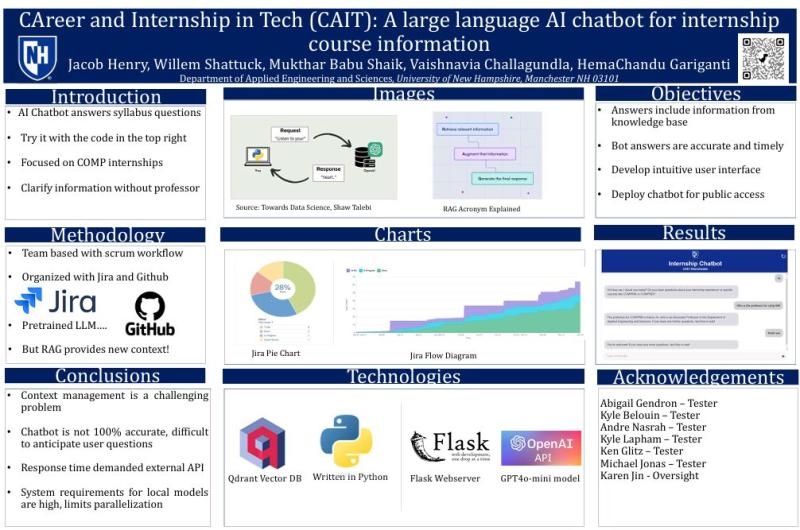 CAreer and Internship in Tech (CAIT): A large language AI chatbot for internship
course information
NH
Jacob Henry, Willem Shattuck, Mukthar Babu Shaik, Vaishnavia Challagundla, HemaChandu Gariganti
Department of Applied Engineering and Sciences, University of New Hampshire, Manchester NH 03101
Introduction
• AI Chatbot answers syllabus questions
• Try it with the code in the top right
• Focused on COMP internships
• Clarify information without professor
Images
Request
"Listen to your"
Response
"heart."
You
OpenAI
Source: Towards Data Science, Shaw Talebi
Retrieve relevant information
Augment that information
Generate the final response
RAG Acronym Explained
Objectives
• Answers include information from
knowledge base
• Bot answers are accurate and timely
• Develop intuitive user interface
• Deploy chatbot for public access
Methodology
• Team based with scrum workflow
• Organized with Jira and Github
Jira
GitHub
• Pretrained LLM….
• But RAG provides new context!
Charts
28%
Jira Pie Chart
Jira Flow Diagram
Results
Internship Chatbot
Conclusions
• Context management is a challenging
problem
• Chatbot is not 100% accurate, difficult
to anticipate user questions
• Response time demanded external API
• System requirements for local models
are high, limits parallelization
Technologies
Qdrant Vector DB
Written in Python
Flask
web development,
one drop at a time
Flask Webserver
OpenAI
API
GPT4o-mini model
Acknowledgements
Abigail Gendron – Tester
Kyle Belouin – Tester
Andre Nasrah – Tester
Kyle Lapham – Tester
Ken Glitz – Tester
Michael Jonas – Tester
Karen Jin - Oversight